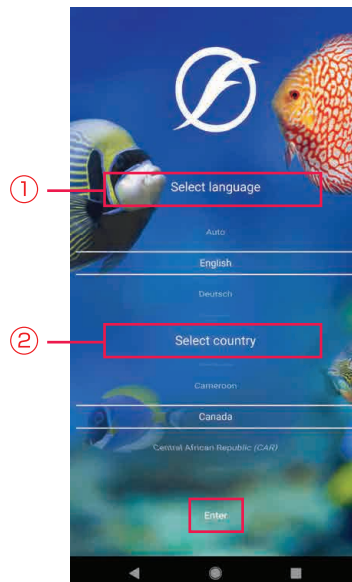 ① Select language
Auto
English
Deutsch
② Select country
Cameroon
Canada
Central African Republic (CAR)
Enter